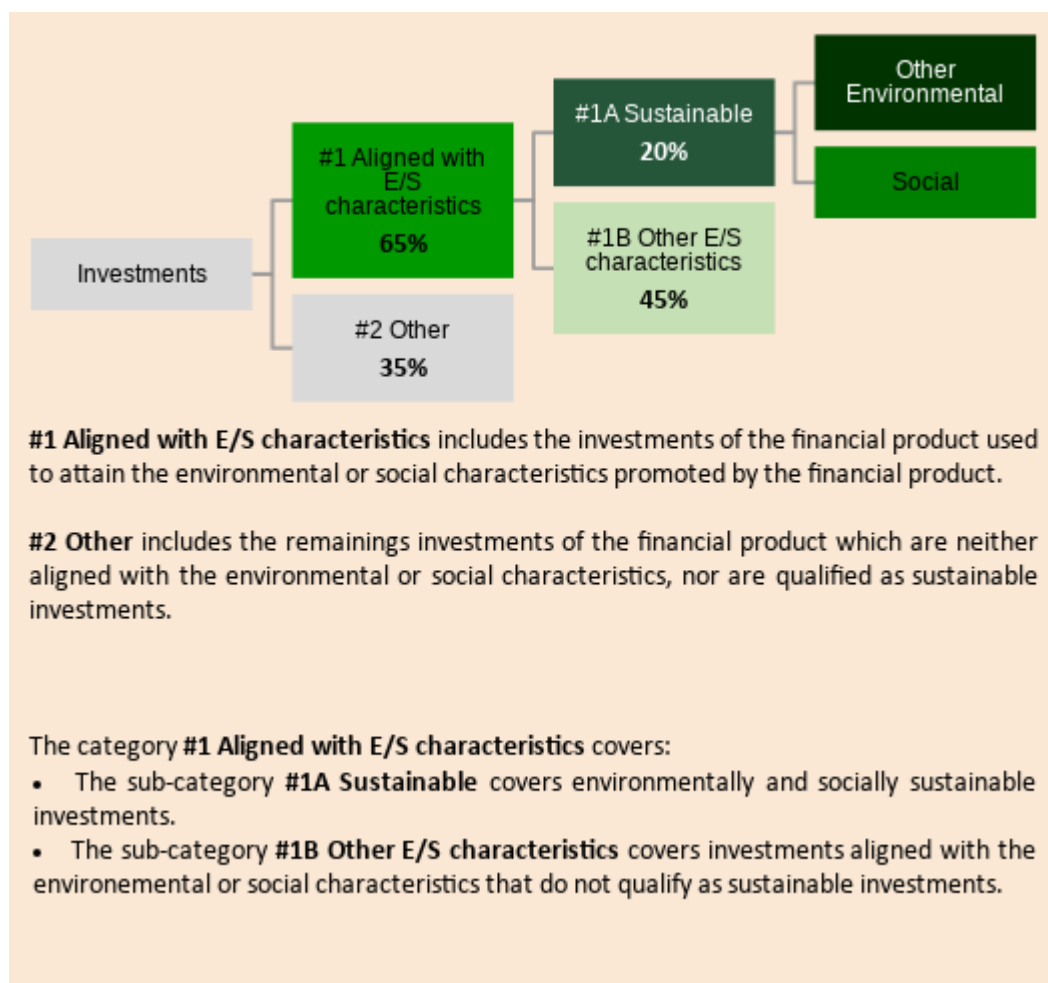 Other
Environmental
#1A Sustainable
20%
#1 Aligned with
E/S
characteristics
65%
Social
#1B Other E/S
characteristics
45%
Investments
#2 Other
35%
#1 Aligned with E/S characteristics includes the investments of the financial product used
to attain the environmental or social characteristics promoted by the financial product.
#2 Other includes the remainings investments of the financial product which are neither
aligned with the environmental or social characteristics, nor are qualified as sustainable
investments.
The category #1 Aligned with E/S characteristics covers:
• The sub-category #1A Sustainable covers environmentally and socially sustainable
investments.
• The sub-category #1B Other E/S characteristics covers investments aligned with the
environemental or social characteristics that do not qualify as sustainable investments.